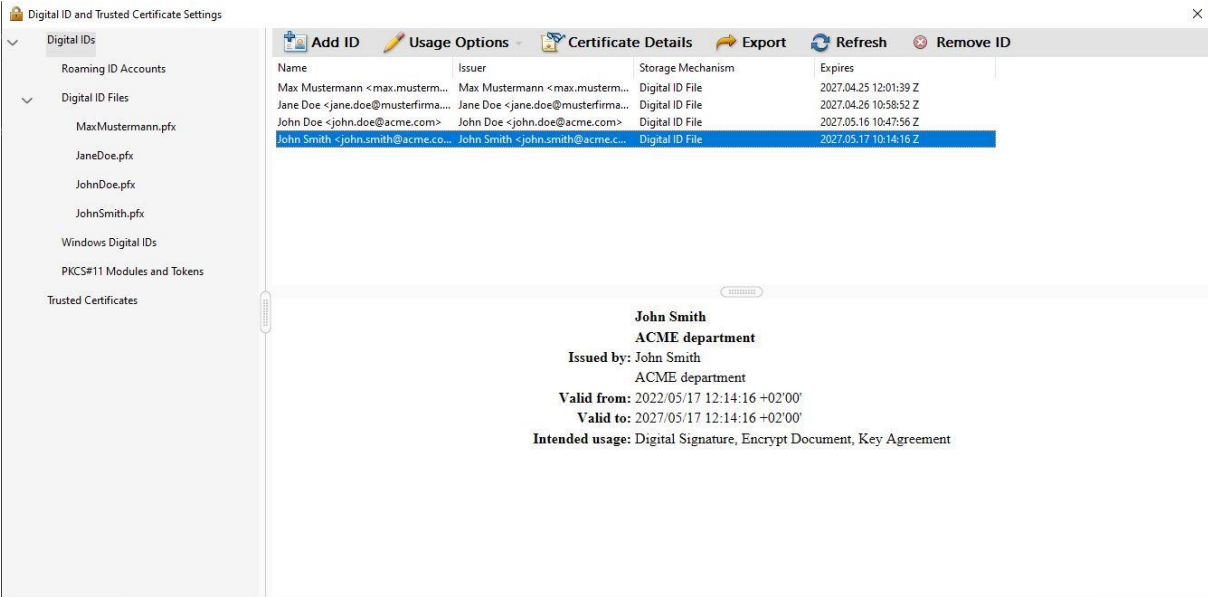 Digital ID and Trusted Certificate Settings
Digital IDs
Roaming ID Accounts
Digital ID Files
MaxMustermann.pfx
JaneDoe.pfx
JohnDoe.pfx
JohnSmith.pfx
Windows Digital IDs
PKCS#11 Modules and Tokens
Trusted Certificates
Add ID Usage Options Certificate Details Export Refresh Remove ID
Name Issuer Storage Mechanism Expires
Max Mustermann <max.musterm... Max Mustermann <max.musterm... Digital ID File 2027.04.25 12:01:39 Z
Jane Doe <jane.doe@musterfirma.... Jane Doe <jane.doe@musterfirma... Digital ID File 2027.04.26 10:58:52 Z
John Doe <john.doe@acme.com> John Doe <john.doe@acme.com> Digital ID File 2027.05.16 10:47:56 Z
John Smith <john.smith@acme.co... John Smith <john.smith@acme.c... Digital ID File 2027.05.17 10:14:16 Z
John Smith
ACME department
Issued by: John Smith
ACME department
Valid from: 2022/05/17 12:14:16 +02'00'
Valid to: 2027/05/17 12:14:16 +02'00'
Intended usage: Digital Signature, Encrypt Document, Key Agreement